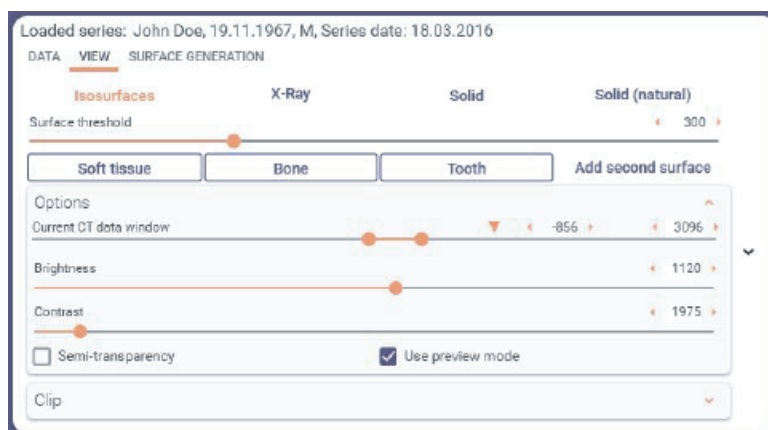 Loaded series: John Doe, 19.11.1967, M, Series date: 18.03.2016
DATA VIEW SURFACE GENERATION
Isosurfaces X-Ray Solid Solid (natural)
Surface threshold 300
Soft tissue Bone Tooth Add second surface
Options
Current CT data window -856 3096
Brightness 1120
Contrast 1975
Semi-transparency Use preview mode
Clip